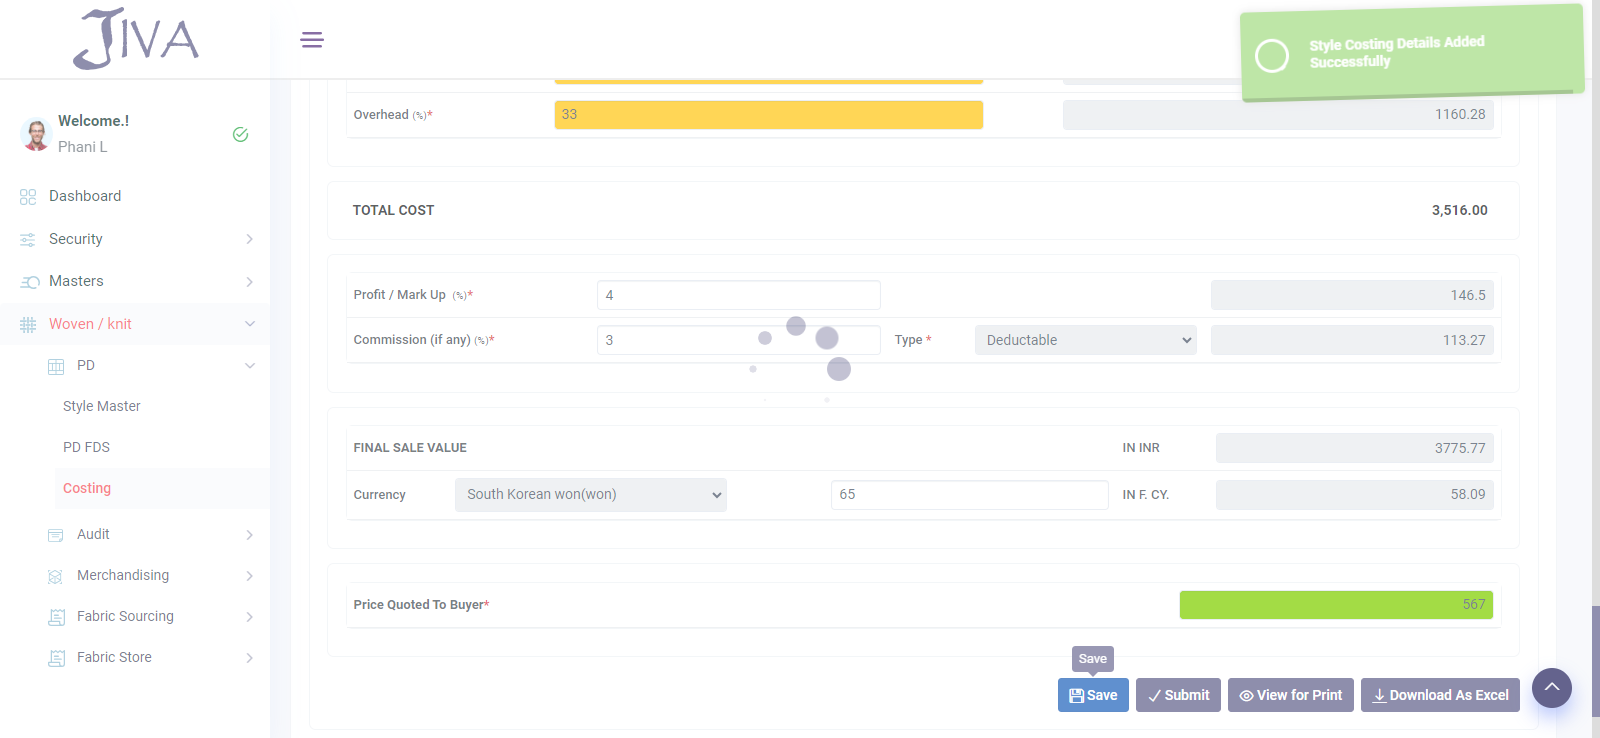 JIVA
Style Costing Details Added
Successfully
Welcome.!
Phani L
Dashboard
Security
Masters
Woven / knit
PD
Style Master
PD FDS
Costing
Audit
Merchandising
Fabric Sourcing
Fabric Store
Overhead (%)* 33 1160.28
TOTAL COST 3,516.00
Profit / Mark Up (%)* 4 146.5
Commission (if any) (%)* 3 Type * Deductable 113.27
FINAL SALE VALUE IN INR 3775.77
Currency South Korean won(won) 65 IN F. CY. 58.09
Price Quoted To Buyer* 567
Save
Save Submit View for Print Download As Excel